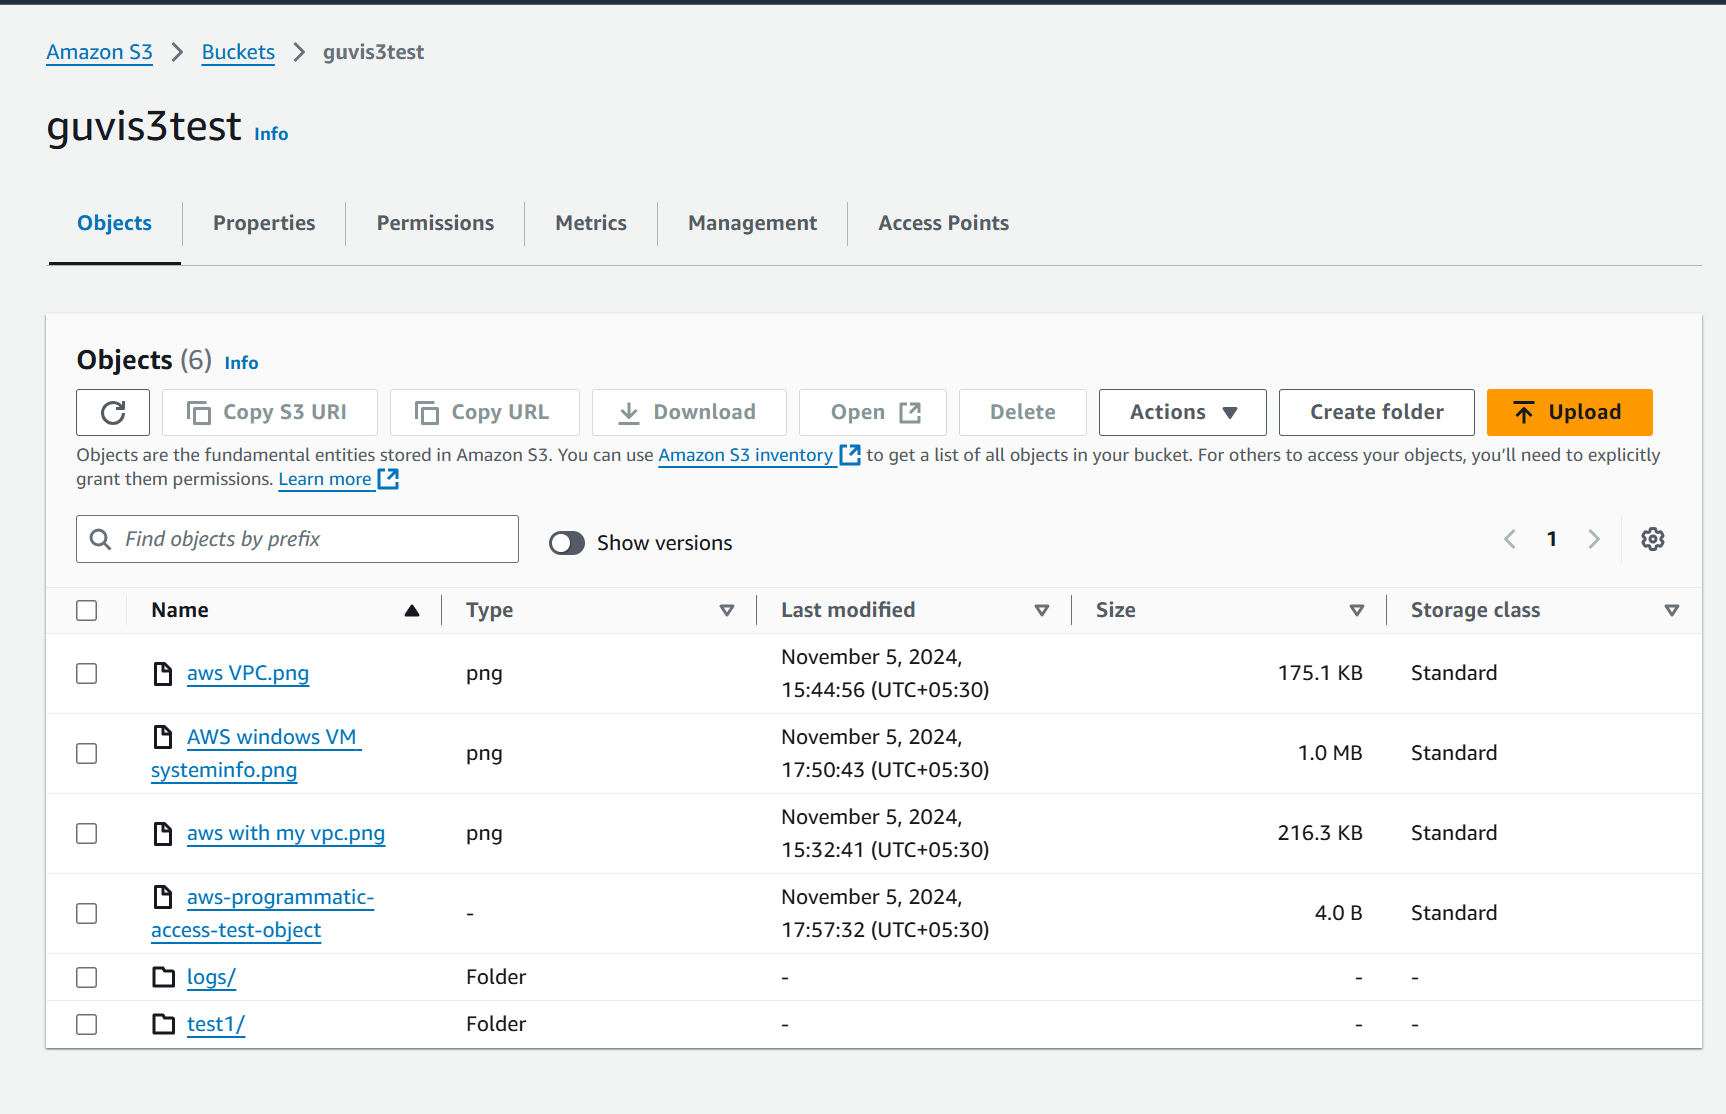 Amazon S3 > Buckets > guvis3test
guvis3test Info
Objects Properties Permissions Metrics Management Access Points
Objects (6) Info
Copy S3 URI Copy URL Download Open Delete Actions Create folder Upload
Objects are the fundamental entities stored in Amazon S3. You can use Amazon S3 inventory to get a list of all objects in your bucket. For others to access your objects, you’ll need to explicitly
grant them permissions. Learn more
Find objects by prefix Show versions 1
Name Type Last modified Size Storage class
aws VPC.png png November 5, 2024, 15:44:56 (UTC+05:30) 175.1 KB Standard
AWS windows VM systeminfo.png png November 5, 2024, 17:50:43 (UTC+05:30) 1.0 MB Standard
aws with my vpc.png png November 5, 2024, 15:32:41 (UTC+05:30) 216.3 KB Standard
aws-programmatic-access-test-object - November 5, 2024, 17:57:32 (UTC+05:30) 4.0 B Standard
logs/ Folder - - -
test1/ Folder - - -